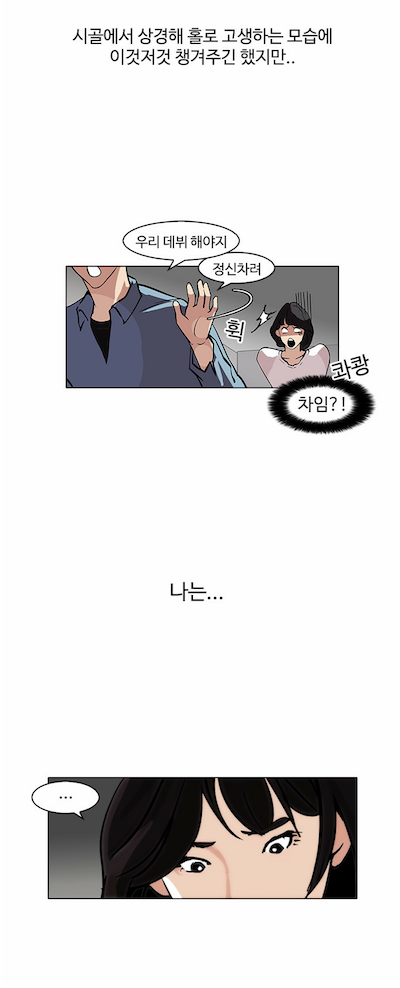 시골에서 상경해 홀로 고생하는 모습에
이것저것 챙겨주긴 했지만..
우리 데뷔 해야지
정신차려
휙
콰쾅
차임?!
나는...
...